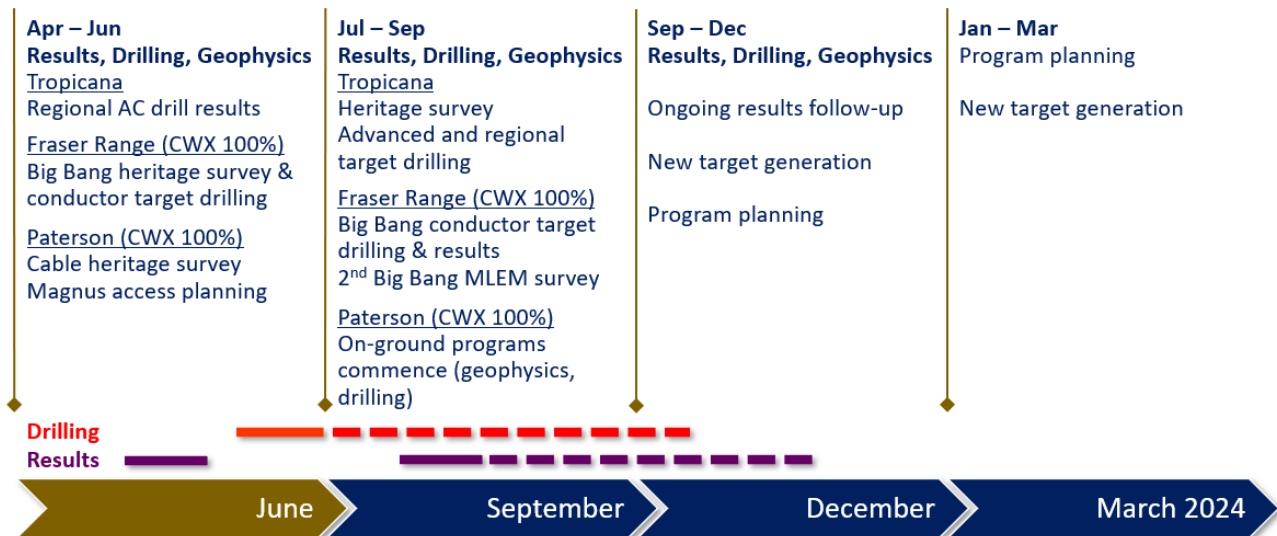 Apr – Jun
Results, Drilling, Geophysics
Tropicana
Regional AC drill results
Fraser Range (CWX 100%)
Big Bang heritage survey &
conductor target drilling
Paterson (CWX 100%)
Cable heritage survey
Magnus access planning
Jul – Sep
Results, Drilling, Geophysics
Tropicana
Heritage survey
Advanced and regional
target drilling
Fraser Range (CWX 100%)
Big Bang conductor target
drilling & results
2nd Big Bang MLEM survey
Paterson (CWX 100%)
On-ground programs
commence (geophysics,
drilling)
Sep – Dec
Results, Drilling, Geophysics
Ongoing results follow-up
New target generation
Program planning
Jan – Mar
Program planning
New target generation
Drilling
Results
June
September
December
March 2024